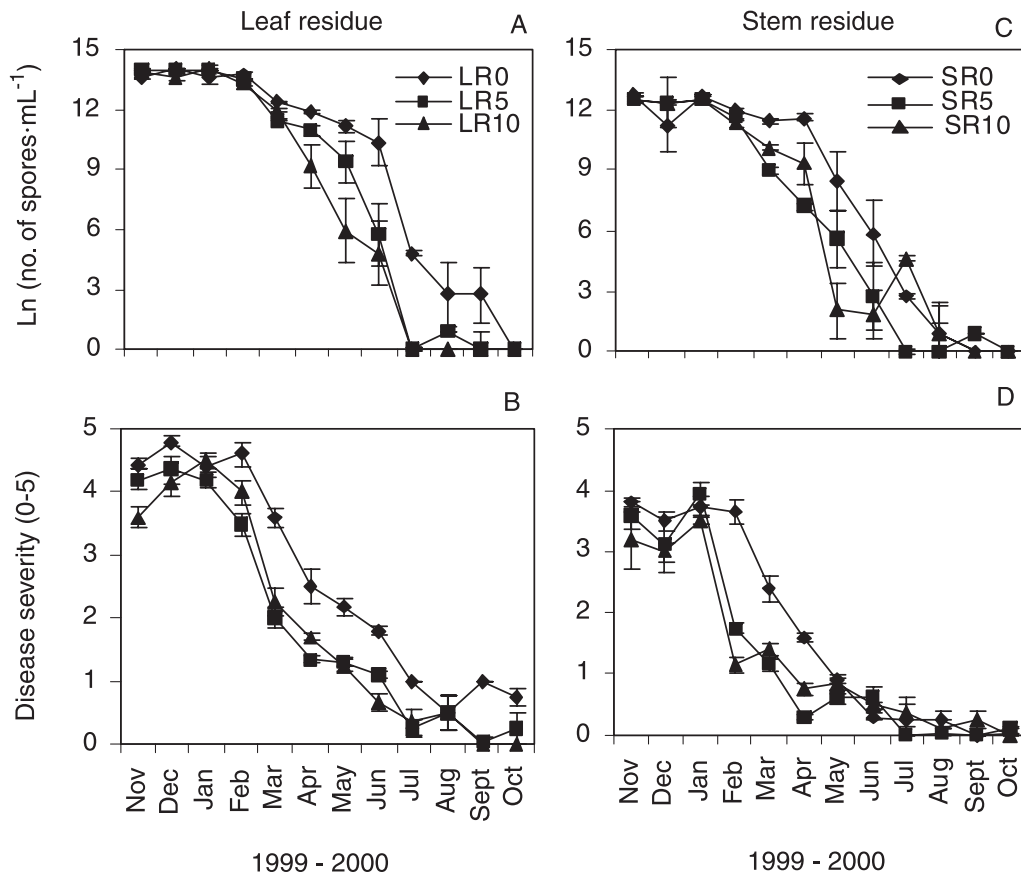 Leaf residue
A
Ln (no. of spores·mL⁻¹)
15
12
9
6
3
0
LR0
LR5
LR10
Stem residue
C
15
12
9
6
3
0
SR0
SR5
SR10
B
Disease severity (0-5)
5
4
3
2
1
0
Nov
Dec
Jan
Feb
Mar
Apr
May
Jun
Jul
Aug
Sept
Oct
1999 - 2000
D
5
4
3
2
1
0
Nov
Dec
Jan
Feb
Mar
Apr
May
Jun
Jul
Aug
Sept
Oct
1999 - 2000